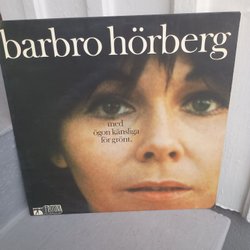 barbro hörberg
med
ögon känsliga
för grönt.